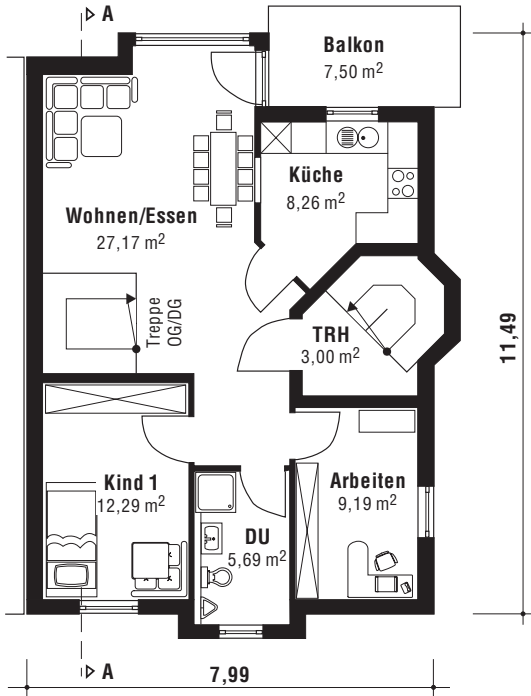 A
Balkon
7,50 m²
Küche
8,26 m²
Wohnen/Essen
27,17 m²
Treppe
OG/DG
TRH
3,00 m²
11,49
Kind 1
12,29 m²
Arbeiten
9,19 m²
DU
5,69 m²
A
7,99